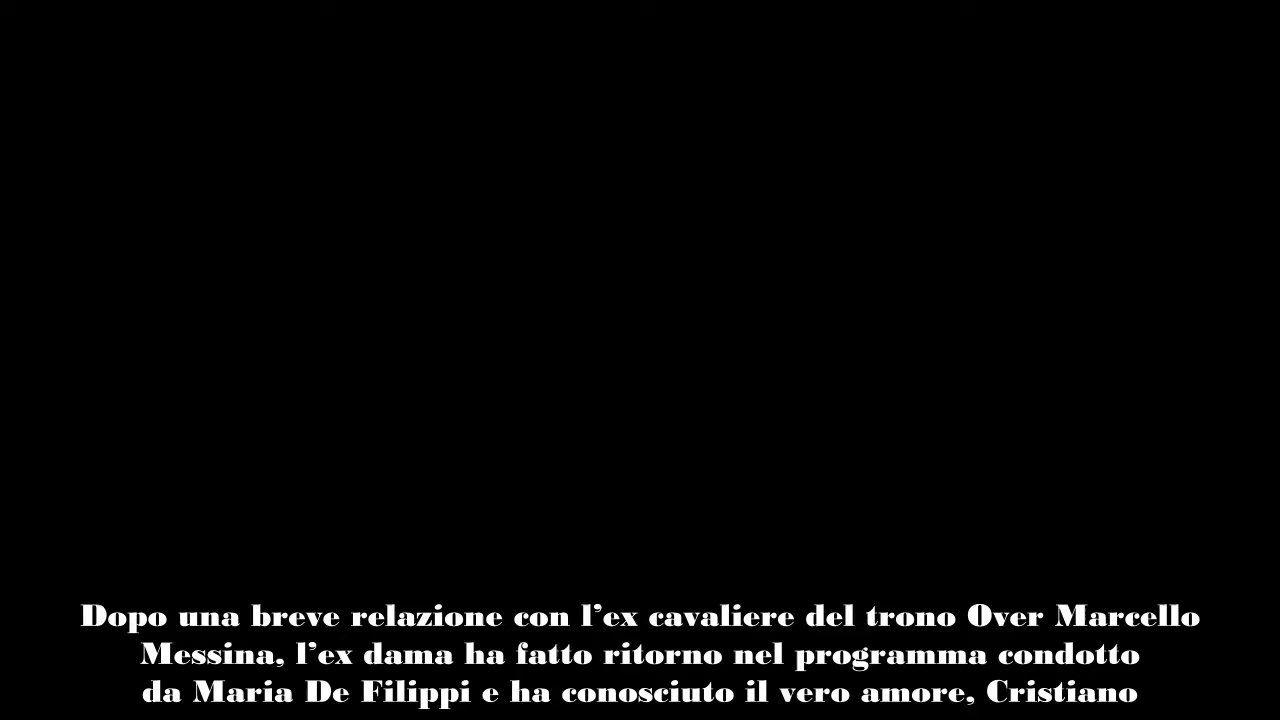 Dopo una breve relazione con l’ex cavaliere del trono Over Marcello
Messina, l’ex dama ha fatto ritorno nel programma condotto
da Maria De Filippi e ha conosciuto il vero amore, Cristiano